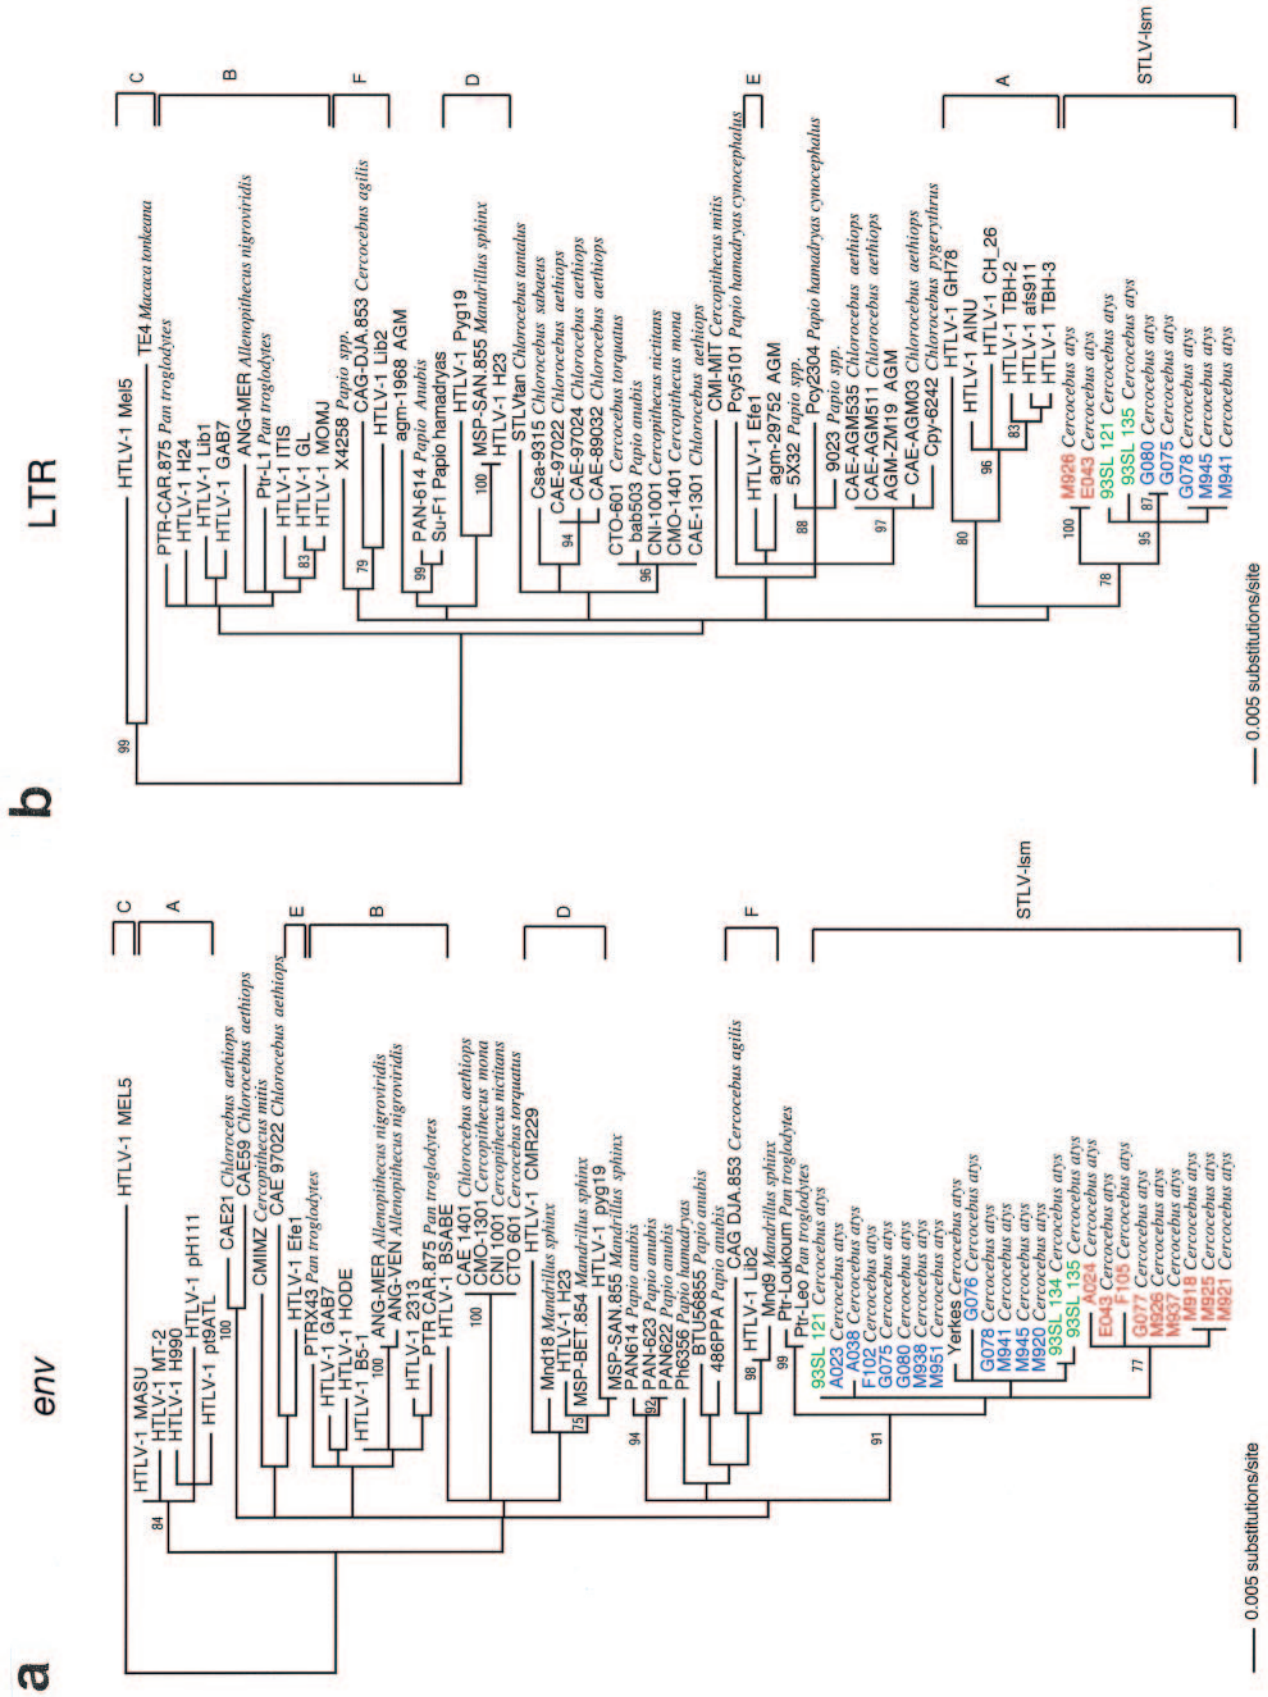 a
env
HTLV-1 MEL5
HTLV-1 MASU
HTLV-1 MT-2
HTLV-1 H990
HTLV-1 pH111
HTLV-1 pt9ATL
CAE21 Chlorocebus aethiops
CAE59 Chlorocebus aethiops
CMIMZ Cercopithecus mitis
CAE 97022 Chlorocebus aethiops
HTLV-1 Efe1
PTRX43 Pan troglodytes
HTLV-1 GAB7
HTLV-1 HODE
HTLV-1 B5-1
ANG-MER Allenopithecus nigroviridis
ANG-VEN Allenopithecus nigroviridis
HTLV-1 2313
PTR CAR.875 Pan troglodytes
HTLV-1 BSABE
CAE 1401 Chlorocebus aethiops
CMO-1301 Cercopithecus mona
CNI 1001 Cercopithecus nictitans
CTO 601 Cercocebus torquatus
HTLV-1 CMR229
Mnd18 Mandrillus sphinx
HTLV-1 H23
MSP-BET.854 Mandrillus sphinx
HTLV-1 pyg19
MSP-SAN.855 Mandrillus sphinx
PAN614 Papio anubis
PAN-623 Papio anubis
PAN622 Papio anubis
Ph6356 Papio hamadryas
BTU56855 Papio anubis
486PPA Papio anubis
CAG DJA.853 Cercocebus agilis
HTLV-1 Lib2
Mnd9 Mandrillus sphinx
Ptr-Loukoum Pan troglodytes
Ptr-Leo Pan troglodytes
93SL 121 Cercocebus atys
A023 Cercocebus atys
A038 Cercocebus atys
F102 Cercocebus atys
G075 Cercocebus atys
G080 Cercocebus atys
M938 Cercocebus atys
M951 Cercocebus atys
Yerkes Cercocebus atys
G076 Cercocebus atys
G078 Cercocebus atys
M941 Cercocebus atys
M945 Cercocebus atys
M920 Cercocebus atys
93SL 134 Cercocebus atys
93SL 135 Cercocebus atys
A024 Cercocebus atys
E043 Cercocebus atys
F105 Cercocebus atys
G077 Cercocebus atys
M926 Cercocebus atys
M937 Cercocebus atys
M918 Cercocebus atys
M925 Cercocebus atys
M921 Cercocebus atys
84
100
100
100
75
94
92
98
99
91
77
C
A
E
B
D
F
STLV-Ism
0.005 substitutions/site
b
LTR
HTLV-1 Mel5
TE4 Macaca tonkeana
PTR-CAR.875 Pan troglodytes
HTLV-1 H24
HTLV-1 Lib1
HTLV-1 GAB7
ANG-MER Allenopithecus nigroviridis
Ptr-L1 Pan troglodytes
HTLV-1 ITIS
HTLV-1 GL
HTLV-1 MOMJ
X4258 Papio spp.
CAG-DJA.853 Cercocebus agilis
HTLV-1 Lib2
agm-1968 AGM
PAN-614 Papio Anubis
Su-F1 Papio hamadryas
HTLV-1 Pyg19
MSP-SAN.855 Mandrillus sphinx
HTLV-1 H23
STLVtan Chlorocebus tantalus
Csa-9315 Chlorocebus sabaeus
CAE-97022 Chlorocebus aethiops
CAE-97024 Chlorocebus aethiops
CAE-89032 Chlorocebus aethiops
CTO-601 Cercocebus torquatus
bab503 Papio anubis
CNI-1001 Cercopithecus nictitans
CMO-1401 Cercopithecus mona
CAE-1301 Chlorocebus aethiops
CMI-MIT Cercopithecus mitis
Pcy5101 Papio hamadryas cynocephalus
HTLV-1 Efe1
agm-29752 AGM
5X32 Papio spp.
Pcy2304 Papio hamadryas cynocephalus
9023 Papio spp.
CAE-AGM535 Chlorocebus aethiops
CAE-AGM511 Chlorocebus aethiops
AGM-ZM19 AGM
CAE-AGM03 Chlorocebus aethiops
Cpy-6242 Chlorocebus pygerythrus
HTLV-1 GH78
HTLV-1 AINU
HTLV-1 CH_26
HTLV-1 TBH-2
HTLV-1 afs911
HTLV-1 TBH-3
M926 Cercocebus atys
E043 Cercocebus atys
93SL 121 Cercocebus atys
93SL 135 Cercocebus atys
G080 Cercocebus atys
G075 Cercocebus atys
G078 Cercocebus atys
M945 Cercocebus atys
M941 Cercocebus atys
99
83
79
99
100
94
96
88
97
80
96
83
100
78
95
87
C
B
F
D
E
A
STLV-Ism
0.005 substitutions/site